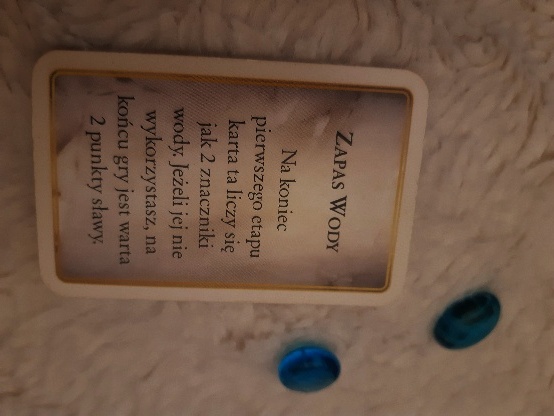 ZAPAS WODY
Na koniec
pierwszego etapu
karta ta liczy się
jak 2 znaczniki
wody. Jeżeli jej nie
wykorzystasz, na
końcu gry jest warta
2 punkty sławy.